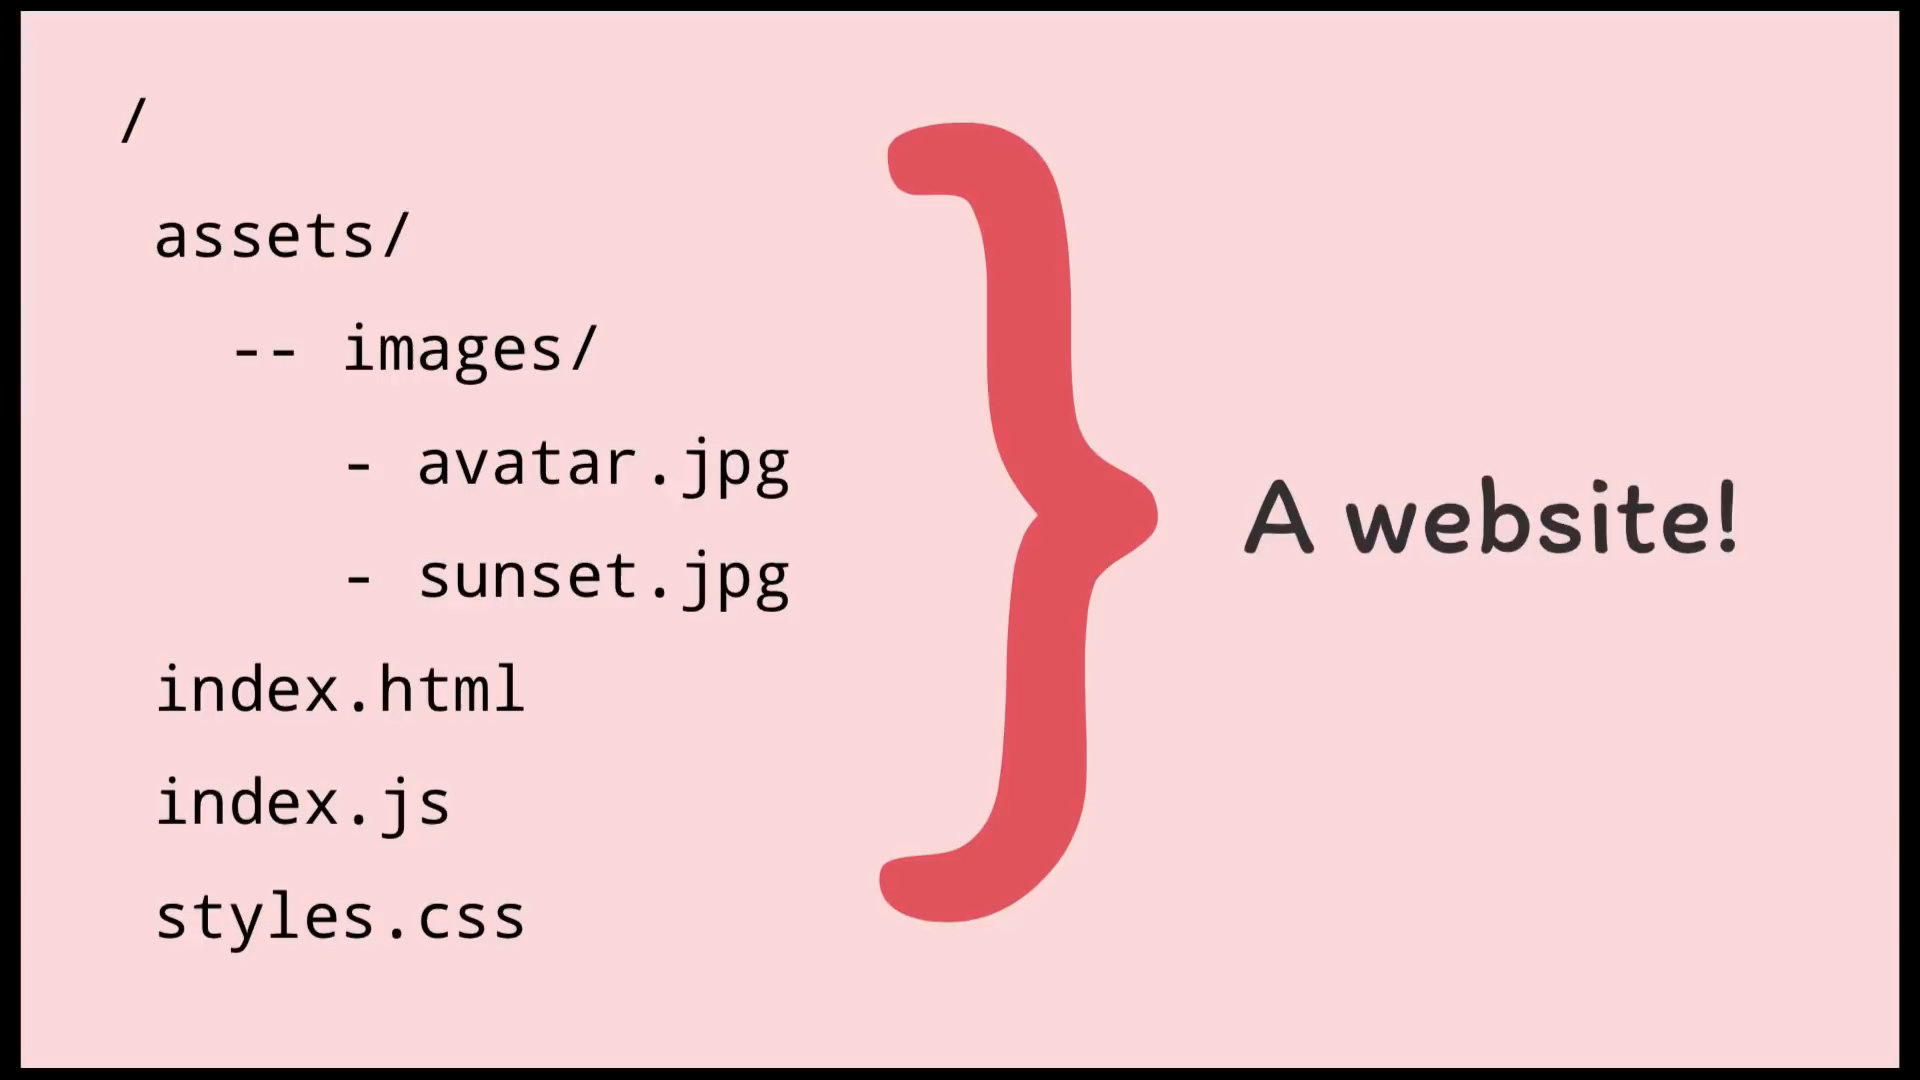 /
assets/
-- images/
- avatar.jpg
- sunset.jpg
index.html
index.js
styles.css
A website!